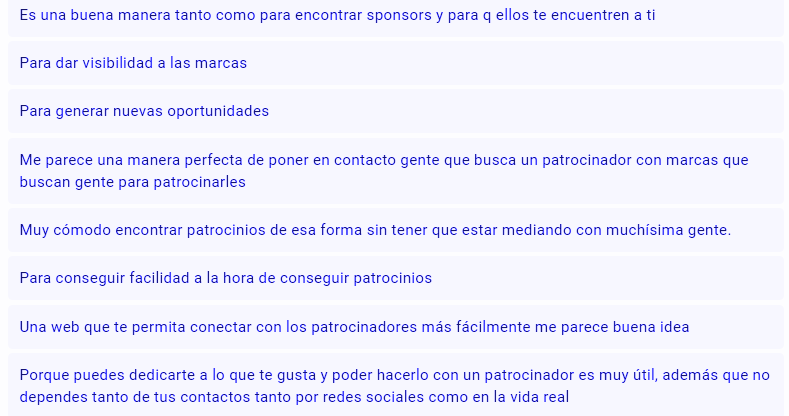 Es una buena manera tanto como para encontrar sponsors y para q ellos te encuentren a ti
Para dar visibilidad a las marcas
Para generar nuevas oportunidades
Me parece una manera perfecta de poner en contacto gente que busca un patrocinador con marcas que
buscan gente para patrocinarles
Muy cómodo encontrar patrocinios de esa forma sin tener que estar mediando con muchísima gente.
Para conseguir facilidad a la hora de conseguir patrocinios
Una web que te permita conectar con los patrocinadores más fácilmente me parece buena idea
Porque puedes dedicarte a lo que te gusta y poder hacerlo con un patrocinador es muy útil, además que no
dependes tanto de tus contactos tanto por redes sociales como en la vida real